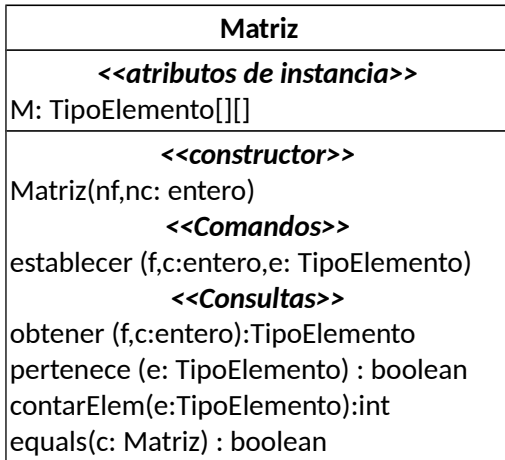 Matriz
<<atributos de instancia>>
M: TipoElemento[][]
<<constructor>>
Matriz(nf,nc: entero)
<<Comandos>>
establecer (f,c:entero,e: TipoElemento)
<<Consultas>>
obtener (f,c:entero):TipoElemento
pertenece (e: TipoElemento) : boolean
contarElem(e:TipoElemento):int
equals(c: Matriz) : boolean